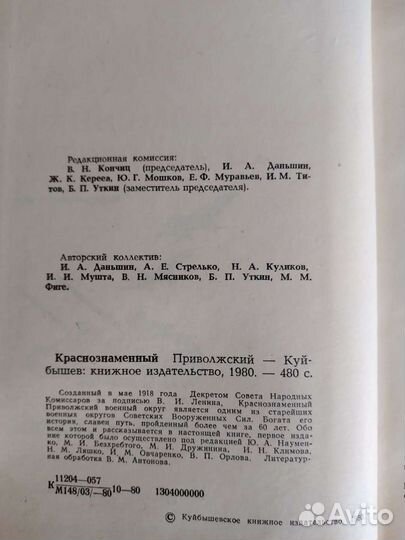 Редакционная комиссия:
В. Н. Кончиц (председатель), И. А. Даньшин,
Ж. К. Кереев, Ю. Г. Мошков, Е. Ф. Муравьев, И. М. Ти-
тов, Б. П. Уткин (заместитель председателя).
Авторский коллектив:
И. А. Даньшин, А. Е. Стрелько, Н. А. Куликов,
И. И. Мушта, В. Н. Мясников, Б. П. Уткин, М. М.
Фиге.
Краснознаменный Приволжский — Куй-
бышев: книжное издательство, 1980. — 480 с.
Созданный в мае 1918 года Декретом Совета Народных
Комиссаров за подписью В. И. Ленина, Краснознаменный
Приволжский военный округ является одним из старейших
военных округов Советских Вооруженных Сил. Богата его
история, славен путь, пройденный более чем за 60 лет. Обо
всем этом и рассказывается в настоящей книге, первое изда-
ние которой было осуществлено под редакцией Ю. А. Наумен-
ко, М. И. Безхребтого, М. И. Дружинина, И. Н. Климова,
Н. М. Ляшко, И. М. Овчаренко, В. П. Орлова. Литератур-
ная обработка В. М. Антонова.
К 11204—057
М148/03/—80 10—80 1304000000
© Куйбышевское книжное издательство
Avito